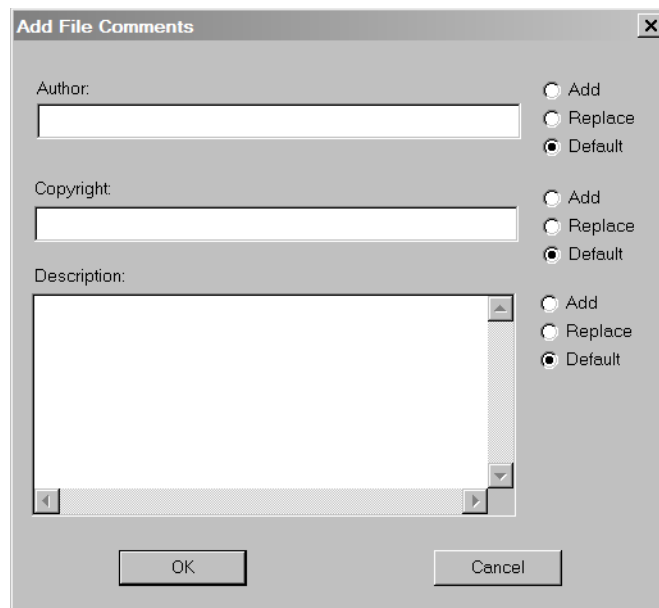 Add File Comments
Author:
Add
Replace
Default
Copyright:
Add
Replace
Default
Description:
Add
Replace
Default
OK
Cancel